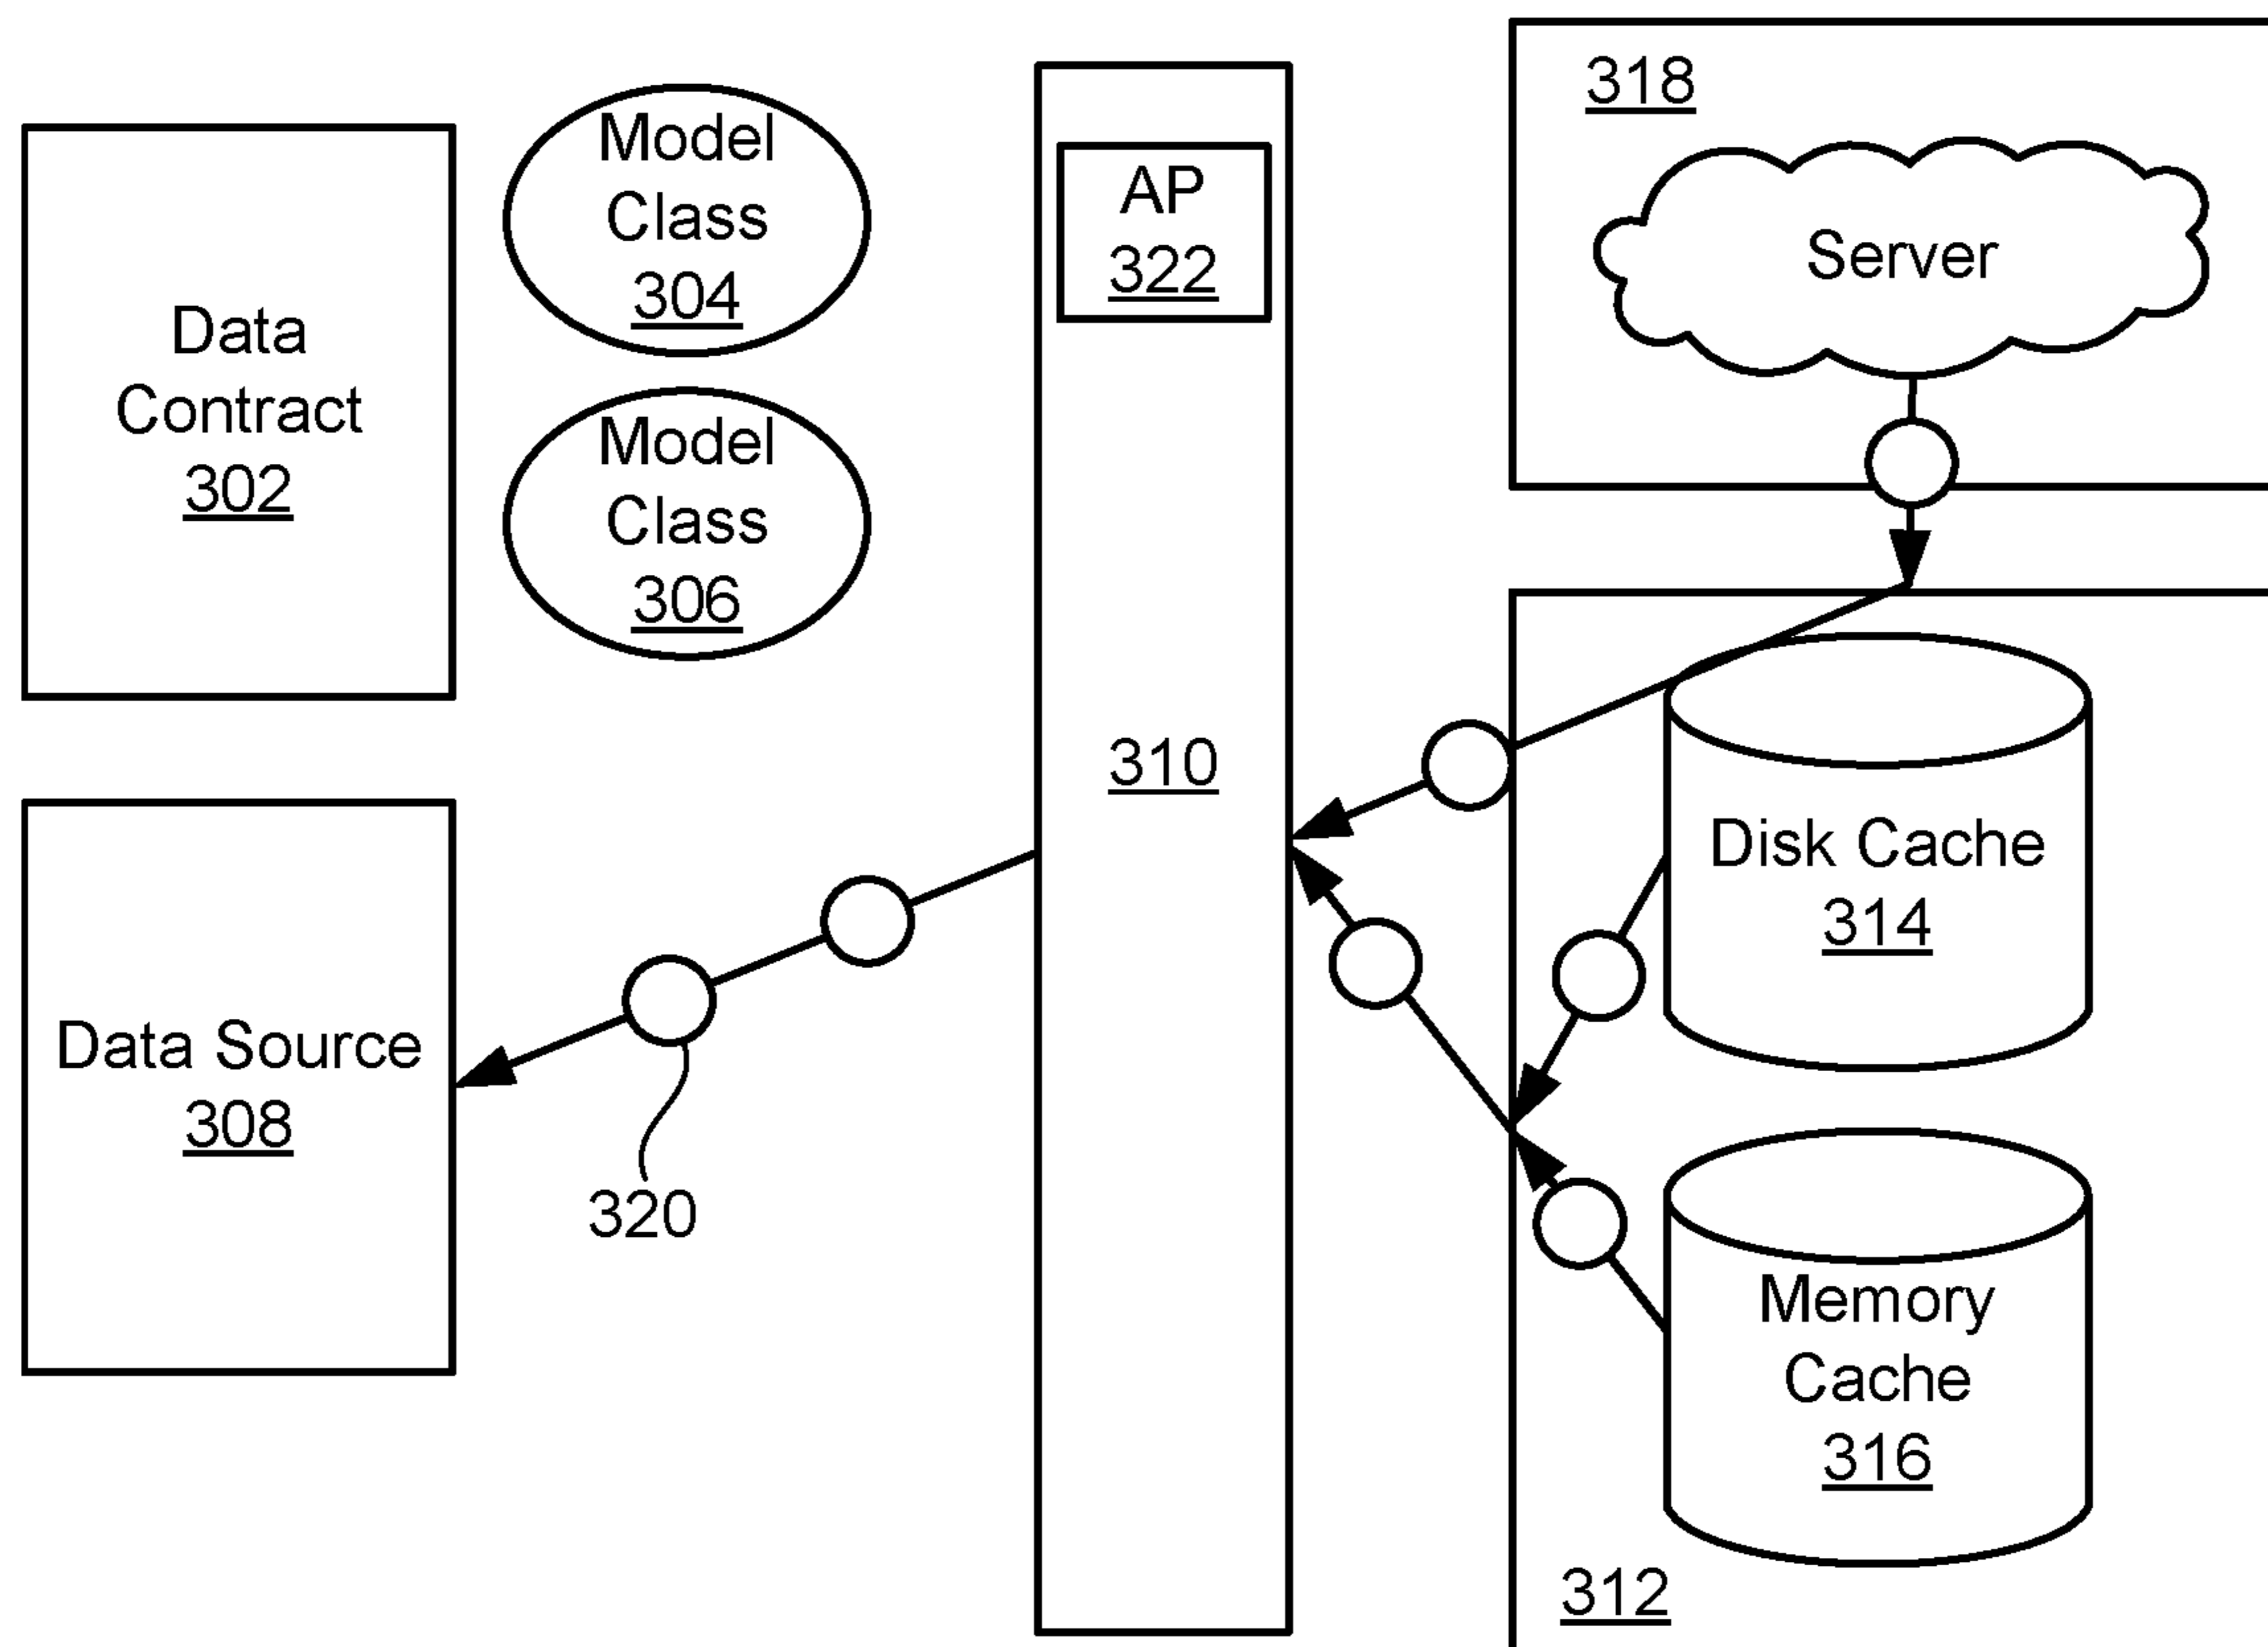 Data
Contract
302
Model
Class
304
Model
Class
306
Data Source
308
320
AP
322
310
318
Server
Disk Cache
314
Memory
Cache
316
312